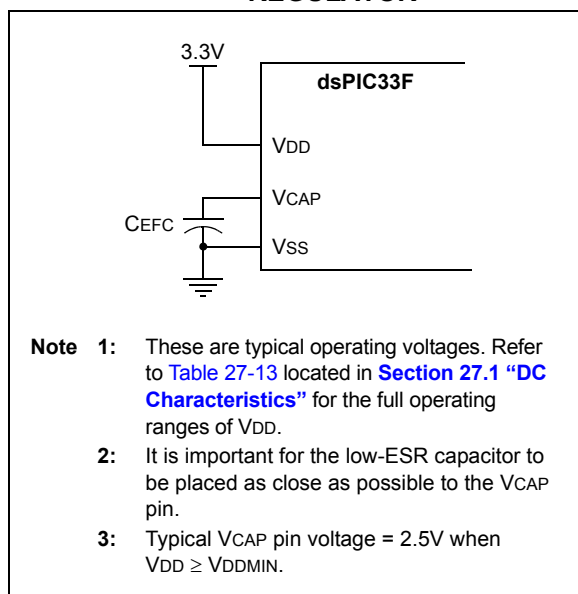 3.3V
dsPIC33F
VDD
VCAP
CEFC
VSS
Note 1: These are typical operating voltages. Refer
to Table 27-13 located in Section 27.1 “DC
Characteristics” for the full operating
ranges of VDD.
2: It is important for the low-ESR capacitor to
be placed as close as possible to the VCAP
pin.
3: Typical VCAP pin voltage = 2.5V when
VDD ≥ VDDMIN.